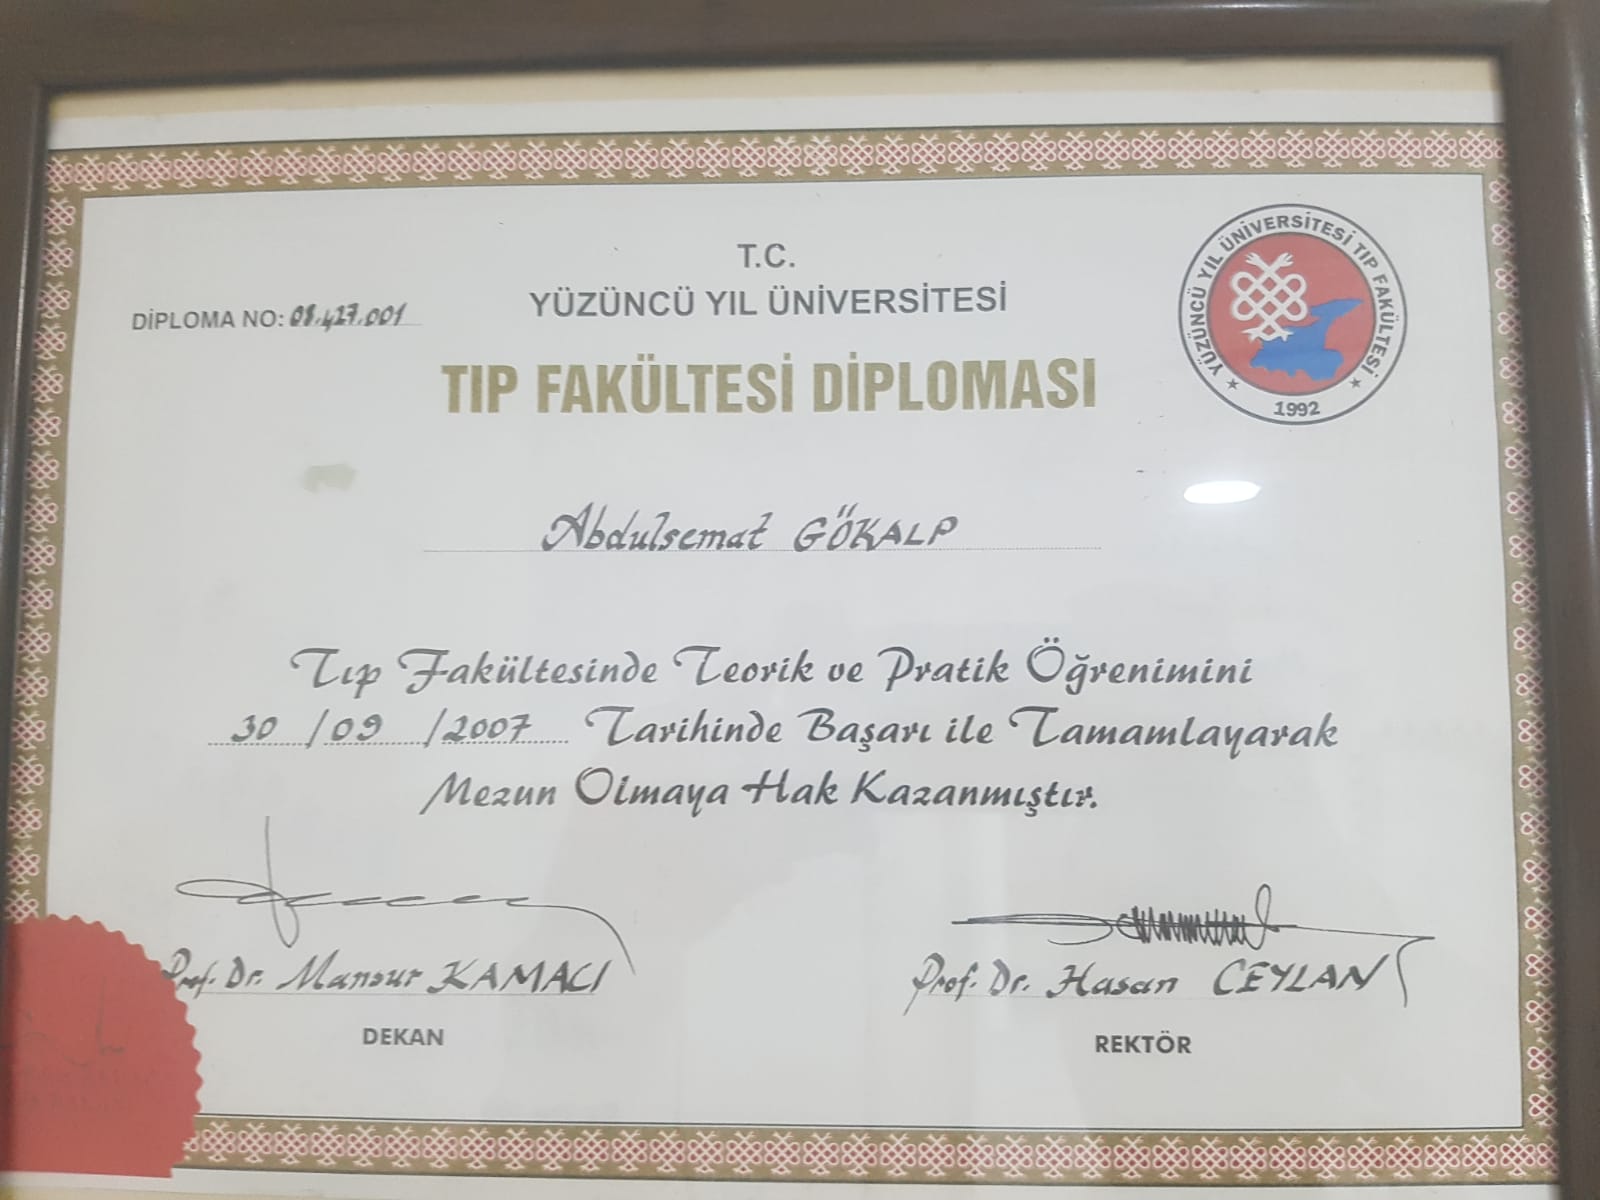 T.C.
YÜZÜNCÜ YIL ÜNİVERSİTESİ
DİPLOMA NO: 08.427.001
TIP FAKÜLTESİ DİPLOMASI
YÜZÜNCÜ YIL ÜNİVERSİTESİ TIP FAKÜLTESİ
1992
Abdulsemat GÖKALP
Tıp Fakültesinde Teorik ve Pratik Öğrenimini
30 /09 /2007 Tarihinde Başarı ile Tamamlayarak
Mezun Olmaya Hak Kazanmıştır.
Prof. Dr. Mansur KAMACI
DEKAN
Prof. Dr. Hasan CEYLAN
REKTÖR